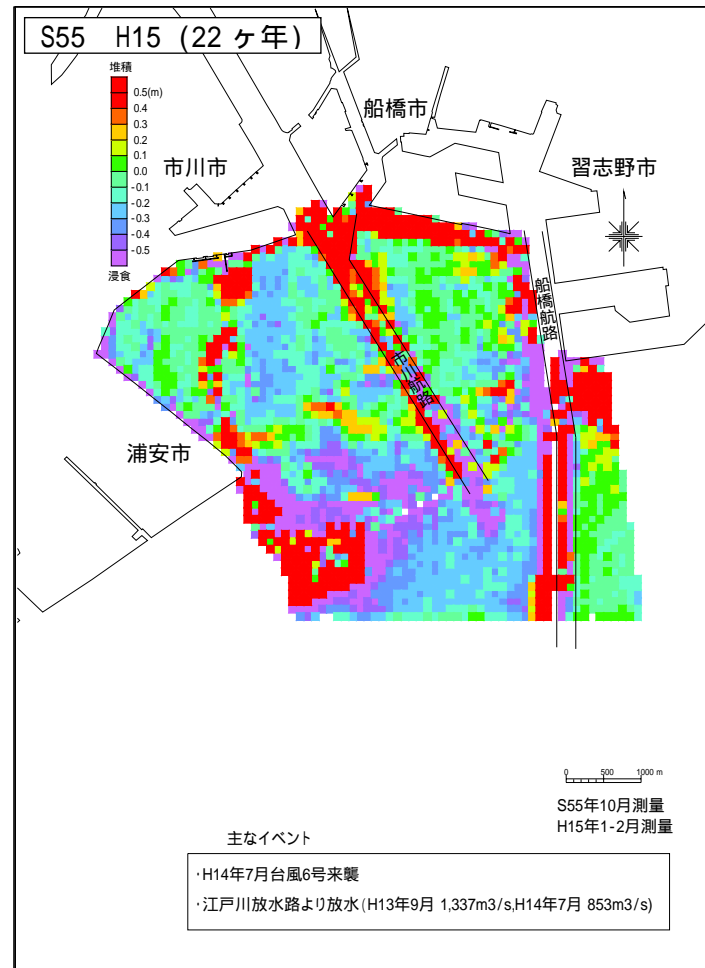 S55 H15 (22 ヶ年)
堆積
0.5(m)
0.4
0.3
0.2
0.1
0.0
-0.1
-0.2
-0.3
-0.4
-0.5
浸食
船橋市
市川市
習志野市
船橋航路
市川航路
浦安市
0 500 1000 m
S55年10月測量
H15年1-2月測量
主なイベント
・H14年7月台風6号来襲
・江戸川放水路より放水(H13年9月 1,337m3/s,H14年7月 853m3/s)